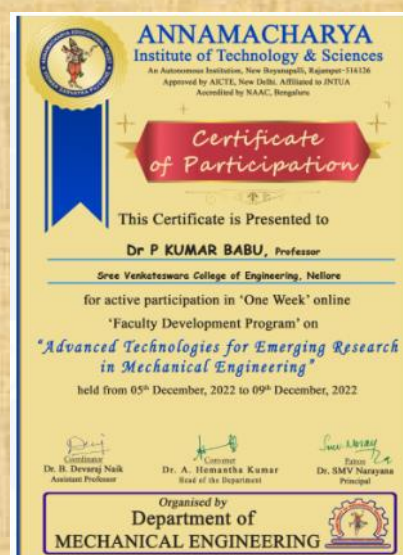 ANNAMACHARYA
Institute of Technology & Sciences
An Autonomous Institution, New Boyanapalli, Rajampet-516126
Approved by AICTE, New Delhi. Affiliated to JNTUA
Accredited by NAAC, Bengaluru
Certificate
of Participation
This Certificate is Presented to
Dr P KUMAR BABU, Professor
Sree Venkateswara College of Engineering, Nellore
for active participation in 'One Week' online
'Faculty Development Program' on
"Advanced Technologies for Emerging Research
in Mechanical Engineering"
held from 05th December, 2022 to 09th December, 2022
Coordinator
Dr. B. Devaraj Naik
Assistant Professor
Convener
Dr. A. Hemantha Kumar
Head of the Department
Patron
Dr. SMV Narayana
Principal
Organised by
Department of
MECHANICAL ENGINEERING